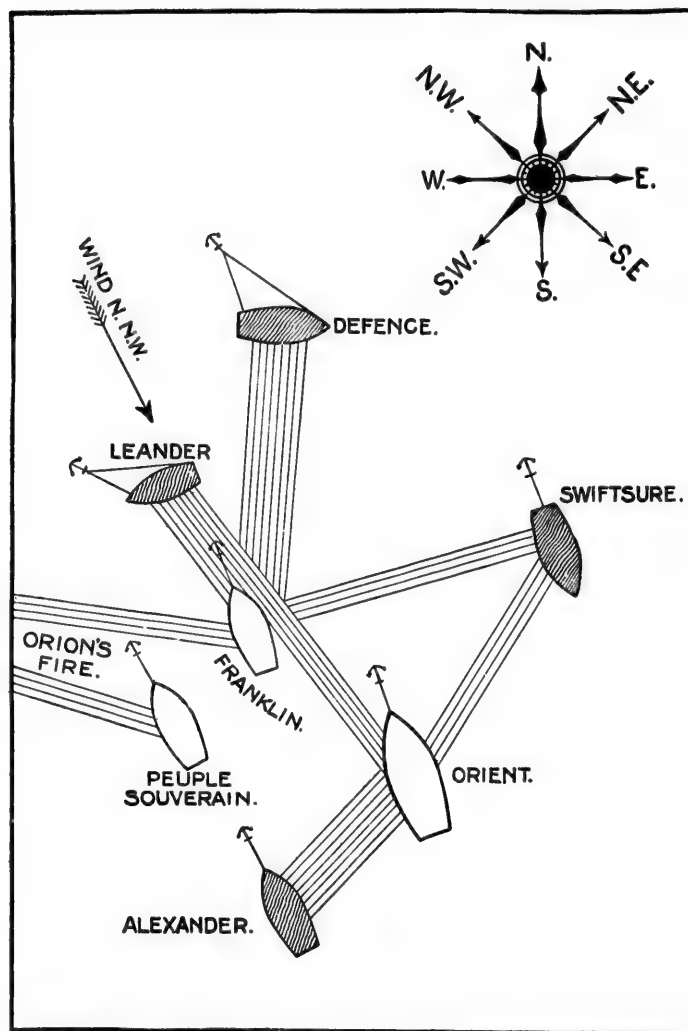 N.
N.W.
N.E.
W.
E.
S.W.
S.E
S.
WIND N.N.W.
DEFENCE.
LEANDER
SWIFTSURE.
ORION'S
FIRE.
FRANKLIN.
PEUPLE
SOUVERAIN.
ORIENT.
ALEXANDER.